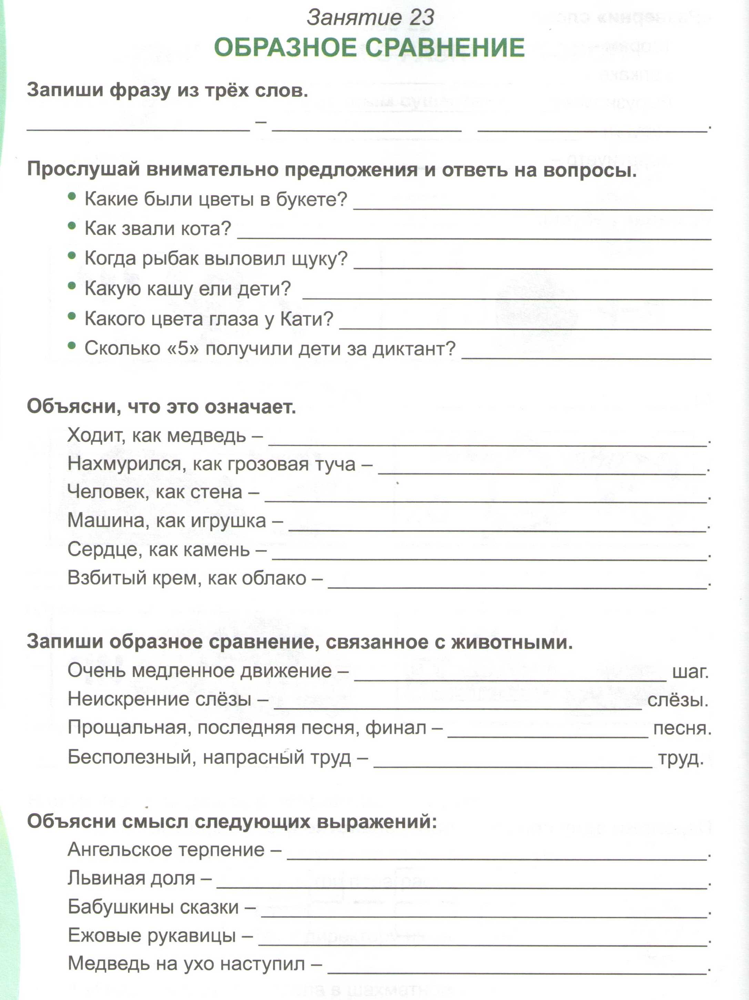 Занятие 23
ОБРАЗНОЕ СРАВНЕНИЕ
Запиши фразу из трёх слов.
–  .
Прослушай внимательно предложения и ответь на вопросы.
• Какие были цветы в букете?
• Как звали кота?
• Когда рыбак выловил щуку?
• Какую кашу ели дети?
• Какого цвета глаза у Кати?
• Сколько «5» получили дети за диктант?
Объясни, что это означает.
Ходит, как медведь – .
Нахмурился, как грозовая туча – .
Человек, как стена – .
Машина, как игрушка – .
Сердце, как камень – .
Взбитый крем, как облако – .
Запиши образное сравнение, связанное с животными.
Очень медленное движение – шаг.
Неискренние слёзы – слёзы.
Прощальная, последняя песня, финал – песня.
Бесполезный, напрасный труд – труд.
Объясни смысл следующих выражений:
Ангельское терпение – .
Львиная доля – .
Бабушкины сказки – .
Ежовые рукавицы – .
Медведь на ухо наступил – .